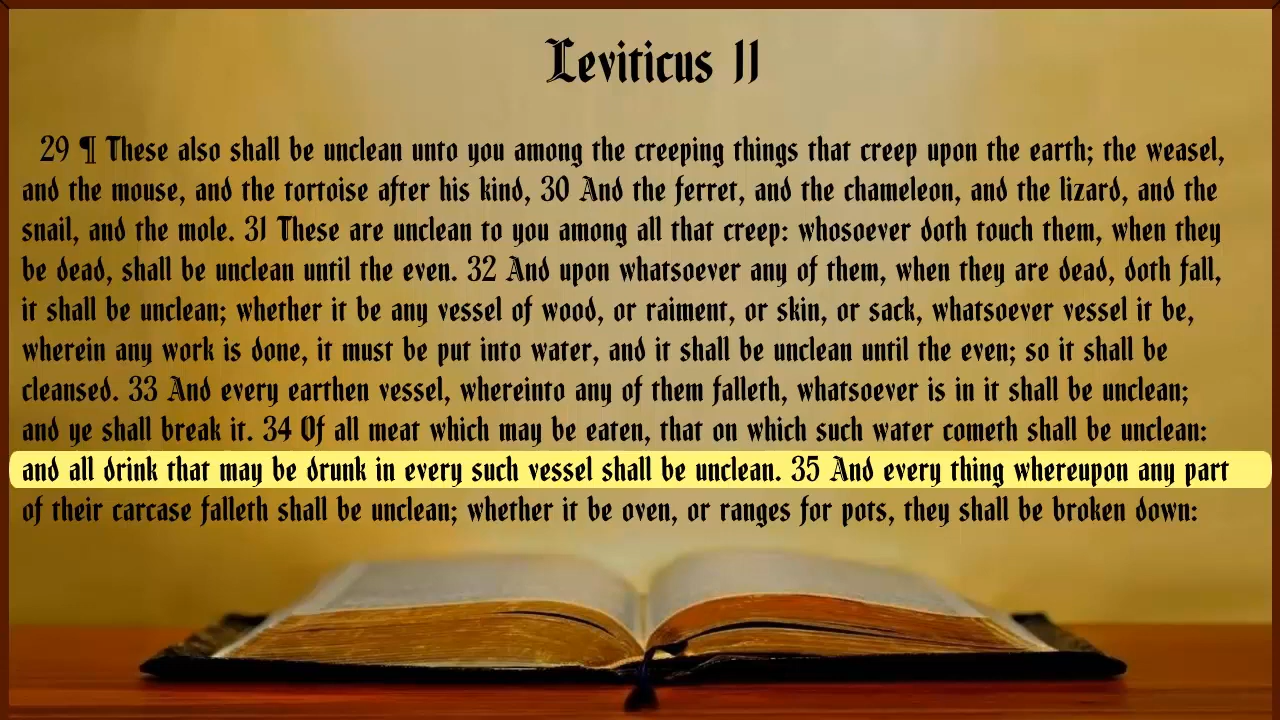 Leviticus 11
29 ¶ These also shall be unclean unto you among the creeping things that creep upon the earth; the weasel,
and the mouse, and the tortoise after his kind, 30 And the ferret, and the chameleon, and the lizard, and the
snail, and the mole. 31 These are unclean to you among all that creep: whosoever doth touch them, when they
be dead, shall be unclean until the even. 32 And upon whatsoever any of them, when they are dead, doth fall,
it shall be unclean; whether it be any vessel of wood, or raiment, or skin, or sack, whatsoever vessel it be,
wherein any work is done, it must be put into water, and it shall be unclean until the even; so it shall be
cleansed. 33 And every earthen vessel, whereinto any of them falleth, whatsoever is in it shall be unclean;
and ye shall break it. 34 Of all meat which may be eaten, that on which such water cometh shall be unclean:
and all drink that may be drunk in every such vessel shall be unclean. 35 And every thing whereupon any part
of their carcase falleth shall be unclean; whether it be oven, or ranges for pots, they shall be broken down: